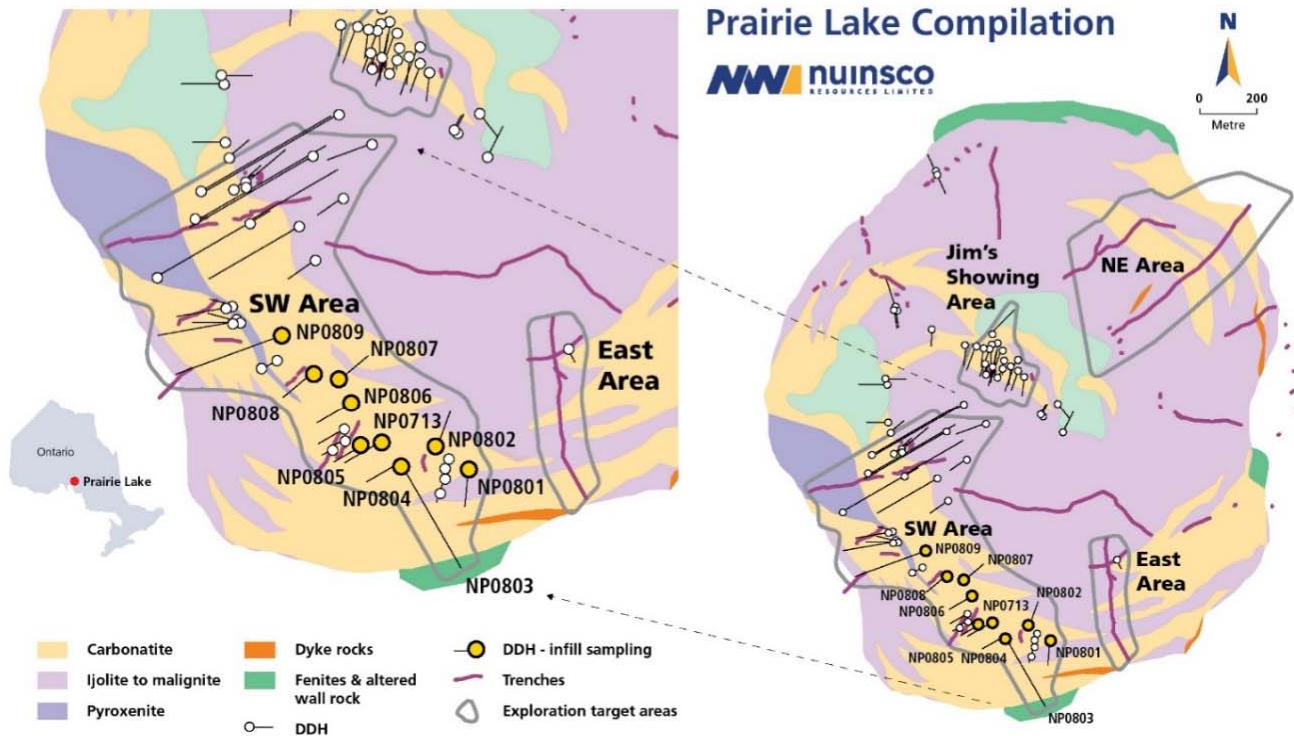 Prairie Lake Compilation
NW nuinsco
RESOURCES LIMITED
N
0 200
Metre
SW Area
NP0809
NP0807
NP0808
NP0806
NP0713
NP0802
NP0805
NP0804
NP0801
NP0803
East
Area
Ontario
Prairie Lake
Jim's
Showing
Area
NE Area
SW Area
NP0809
NP0807
NP0808
NP0806
NP0713
NP0802
NP0805
NP0804
NP0801
NP0803
East
Area
Carbonatite
Ijolite to malignite
Pyroxenite
Dyke rocks
Fenites & altered
wall rock
DDH
DDH - infill sampling
Trenches
Exploration target areas